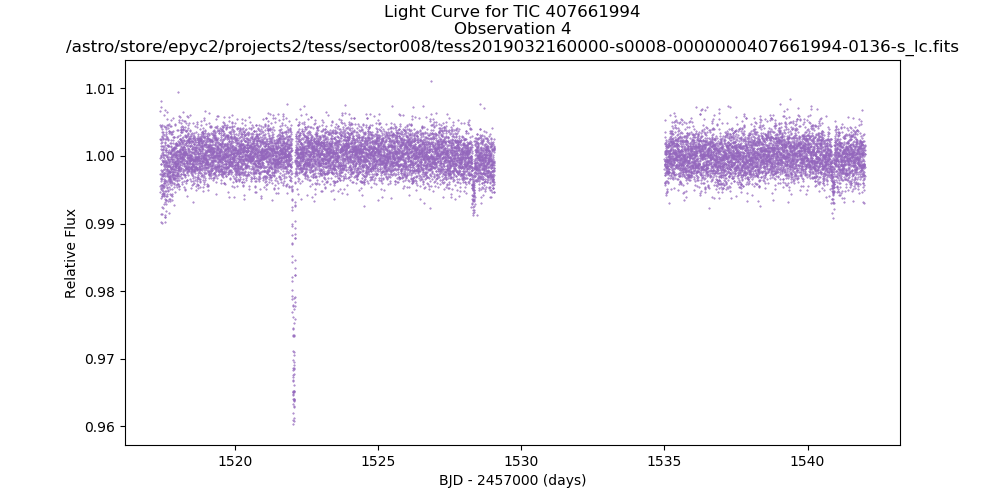 Light Curve for TIC 407661994
Observation 4
/astro/store/epyc2/projects2/tess/sector008/tess2019032160000-s0008-0000000407661994-0136-s_lc.fits
1.01
1.00
0.99
0.98
0.97
0.96
Relative Flux
1520
1525
1530
1535
1540
BJD - 2457000 (days)